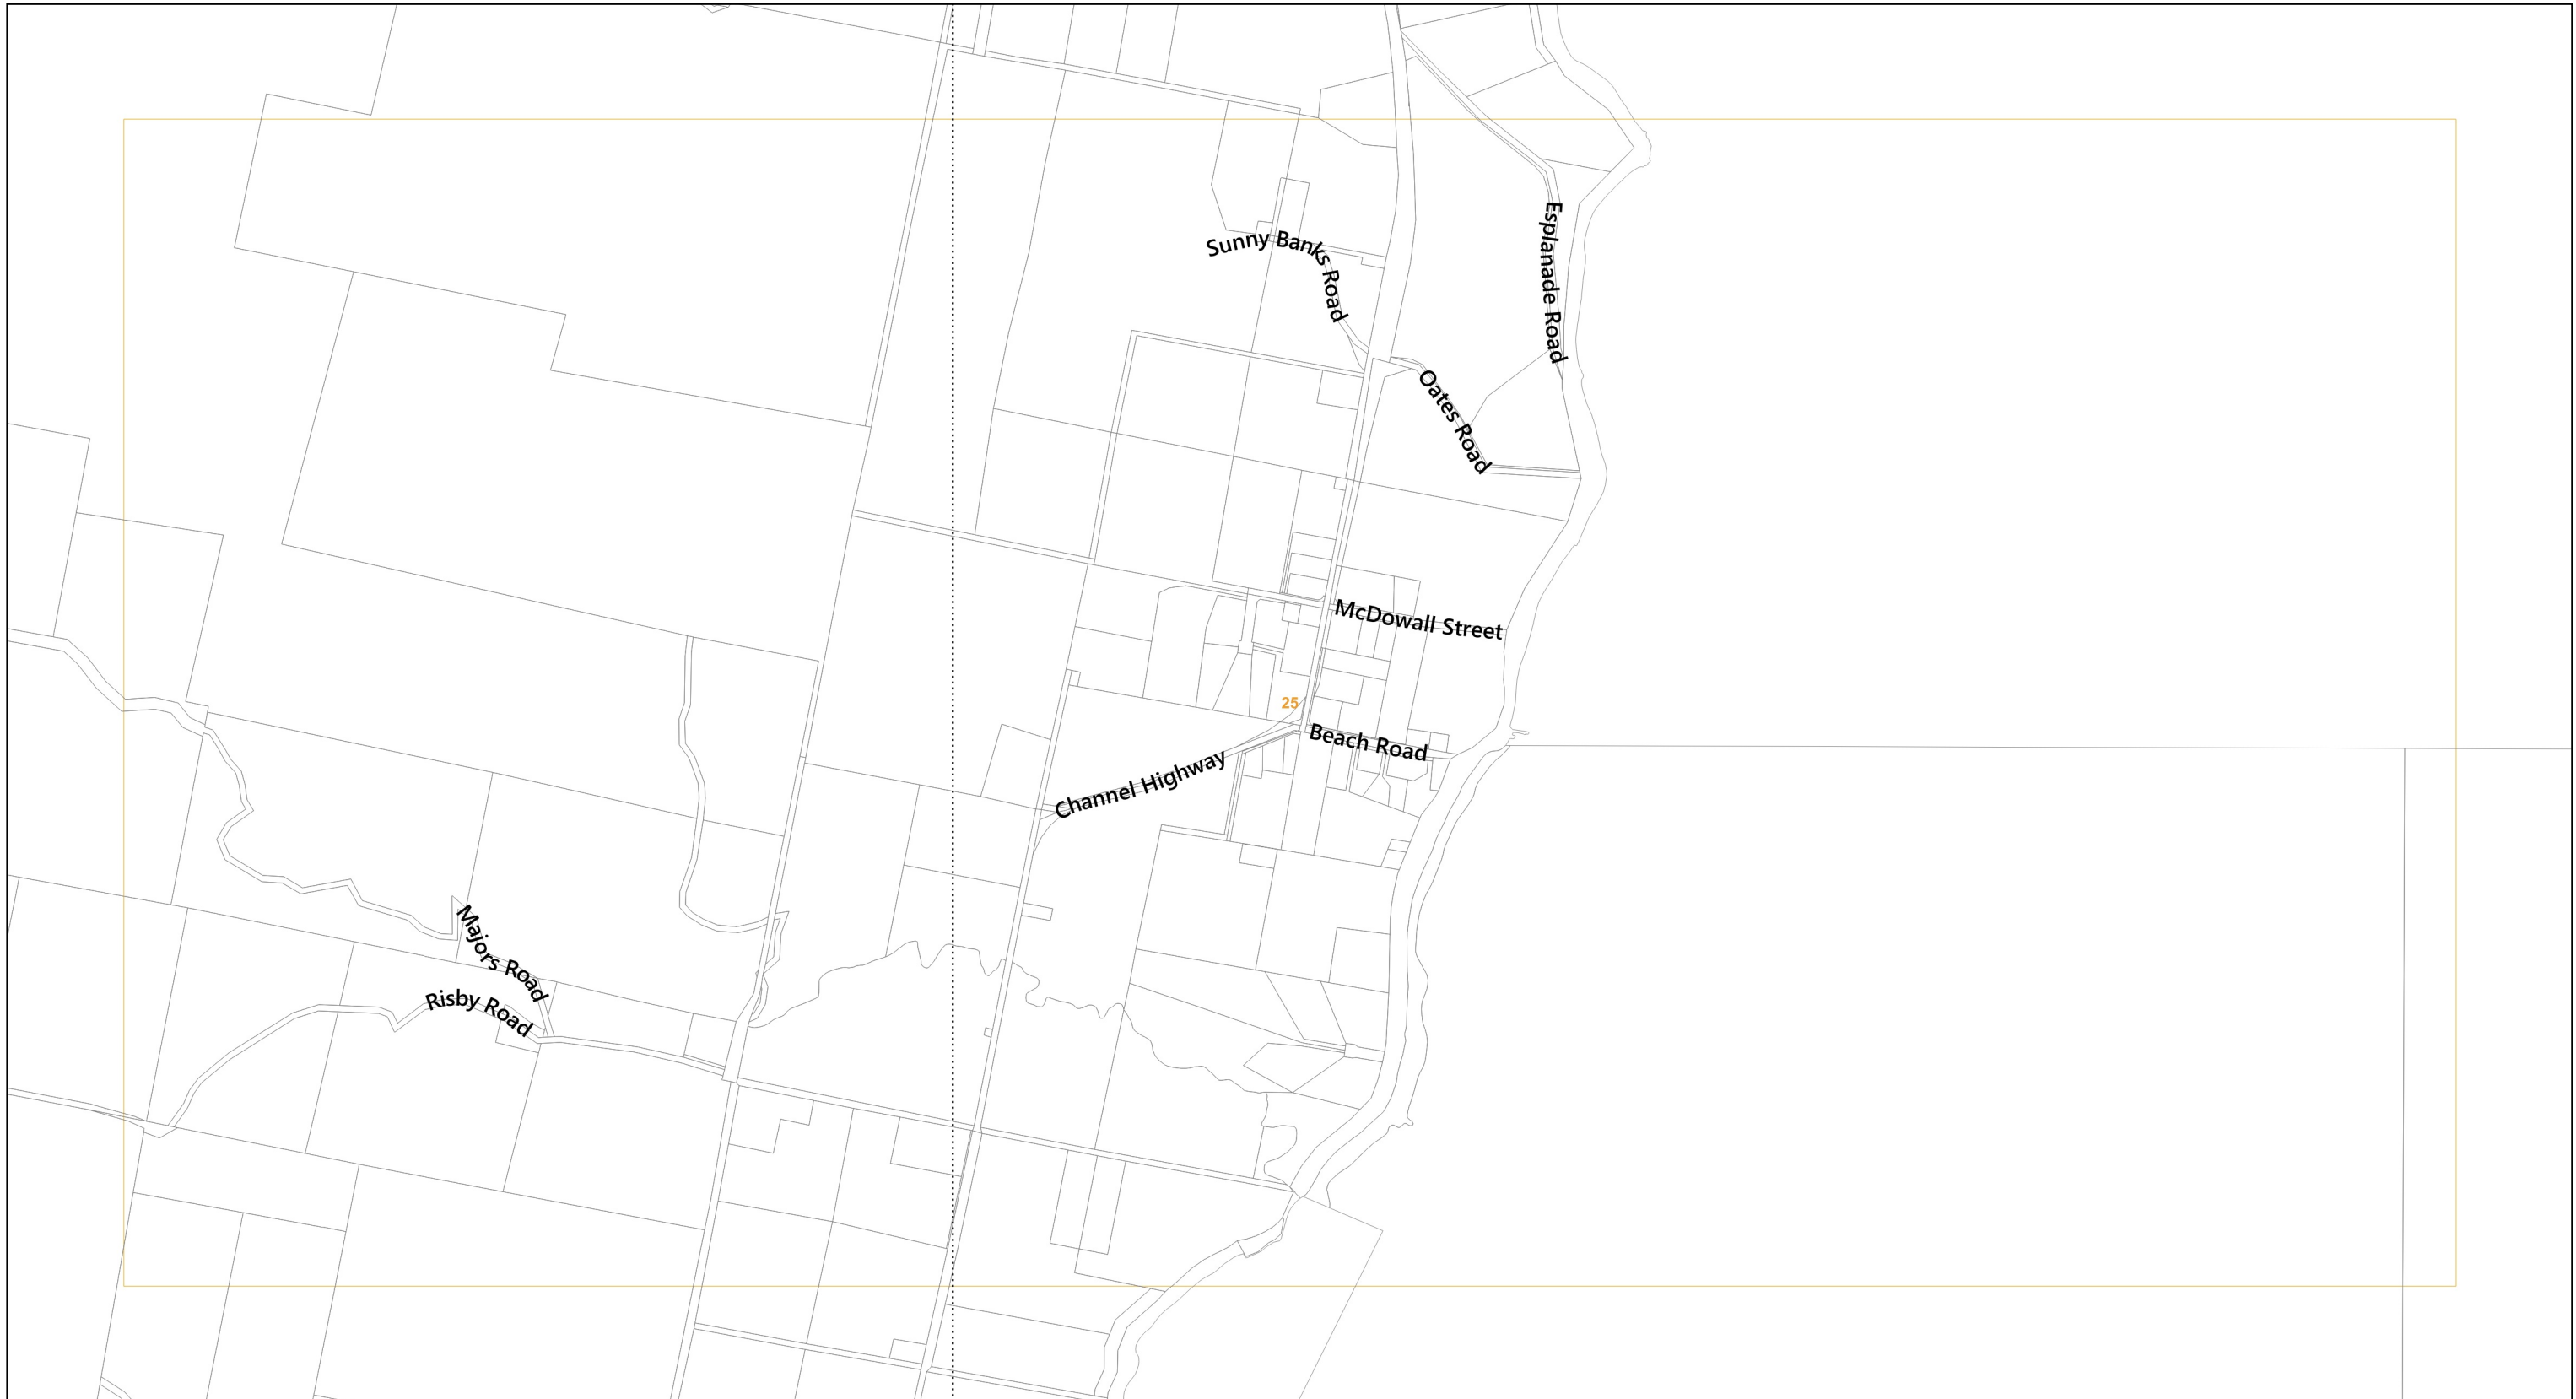 Sunny Banks Road
Esplanade Road
Oates Road
McDowall Street
25
Beach Road
Channel Highway
Majors Road
Risby Road